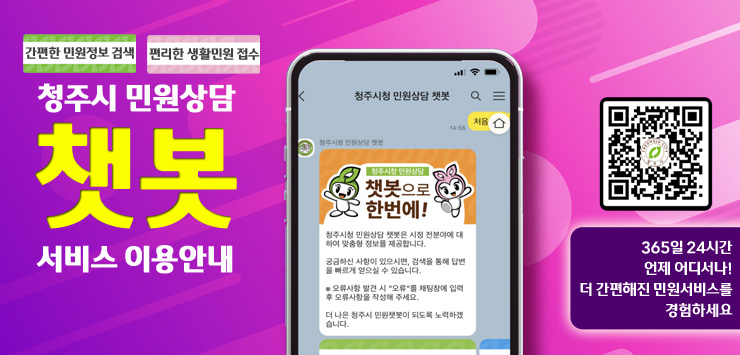 간편한 민원정보 검색
편리한 생활민원 접수
청주시 민원상담
챗봇
서비스 이용안내
청주시청 민원상담 챗봇
14:56
처음
청주시청 민원상담 챗봇
청주시청 민원상담
챗봇으로
한번에!
청주시청 민원상담 챗봇은 시정 전분야에 대
하여 맞춤형 정보를 제공합니다.
궁금하신 사항이 있으시면, 검색을 통해 답변
을 빠르게 얻으실 수 있습니다.
※ 오류사항 발견 시 "오류"를 채팅창에 입력
후 오류사항을 작성해 주세요.
더 나은 청주시 민원챗봇이 되도록 노력하겠
습니다.
365일 24시간
언제 어디서나!
더 간편해진 민원서비스를
경험하세요